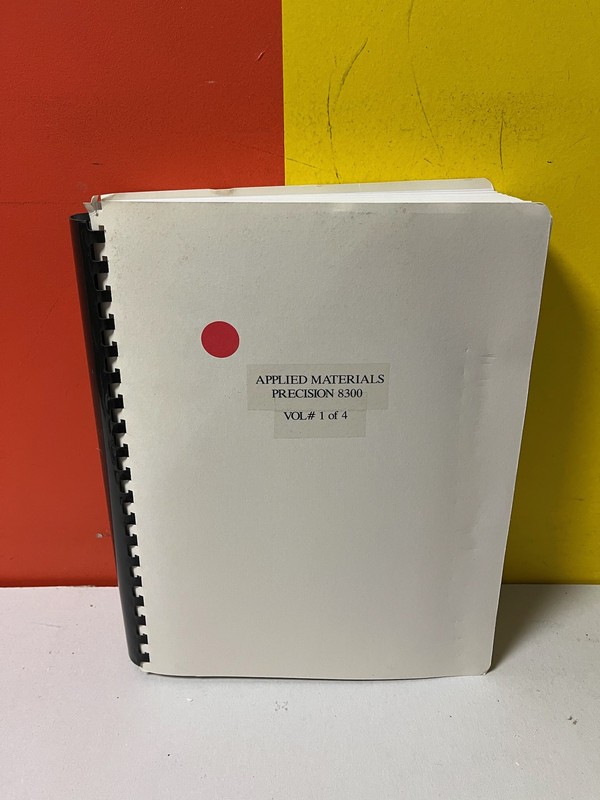 APPLIED MATERIALS
PRECISION 8300
VOL# 1 of 4